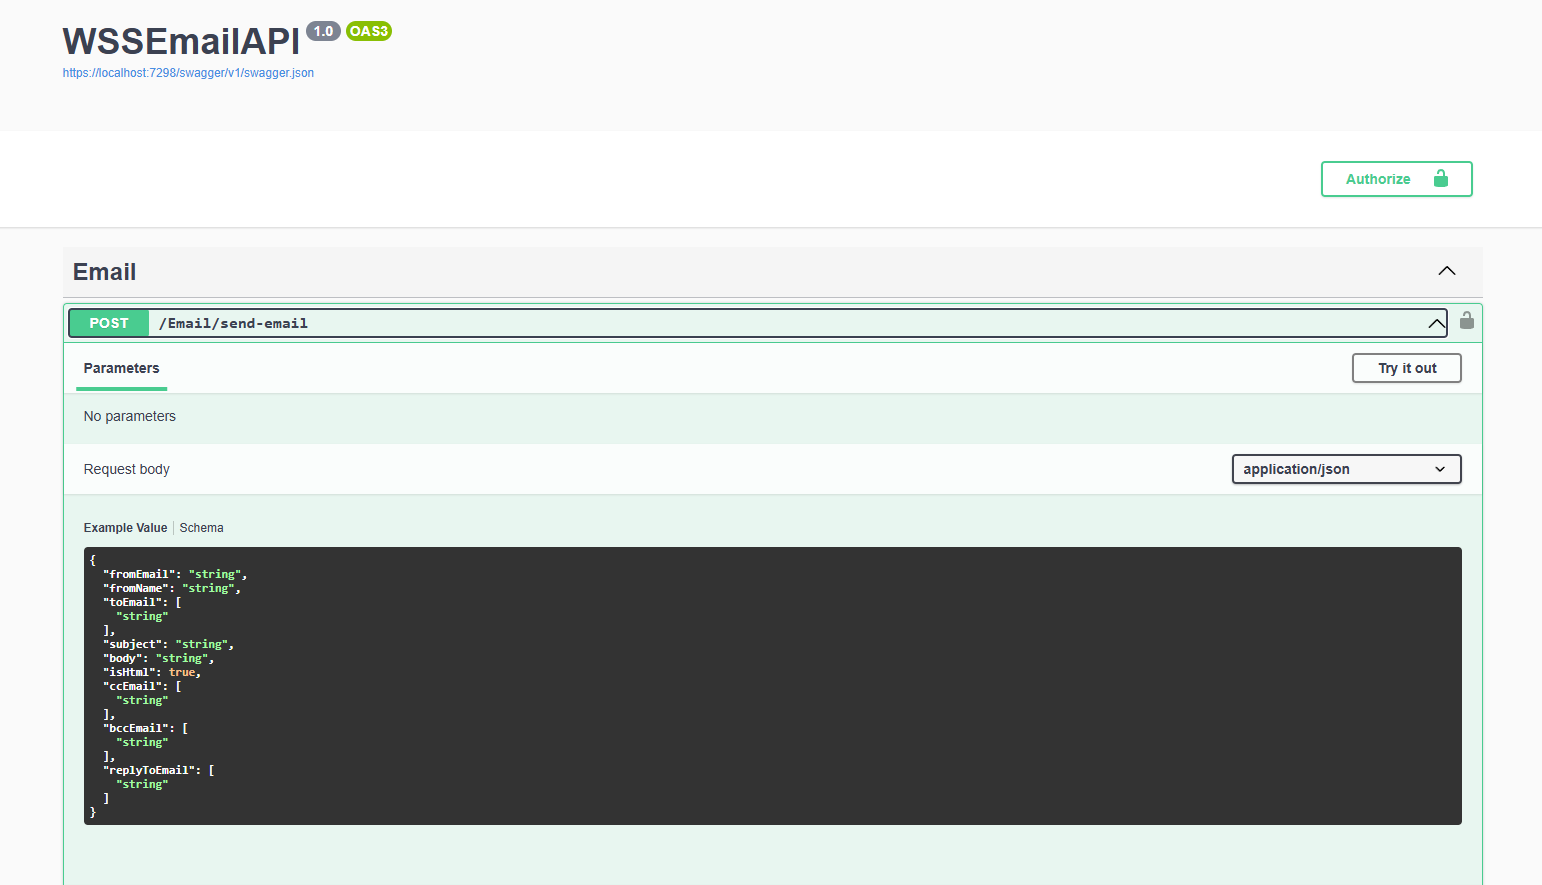 WSSEmailAPI 1.0 OAS3
https://localhost:7298/swagger/v1/swagger.json
Authorize
Email
POST /Email/send-email
Parameters
Try it out
No parameters
Request body
application/json
Example Value | Schema
{
  "fromEmail": "string",
  "fromName": "string",
  "toEmail": [
    "string"
  ],
  "subject": "string",
  "body": "string",
  "isHtml": true,
  "ccEmail": [
    "string"
  ],
  "bccEmail": [
    "string"
  ],
  "replyToEmail": [
    "string"
  ]
}